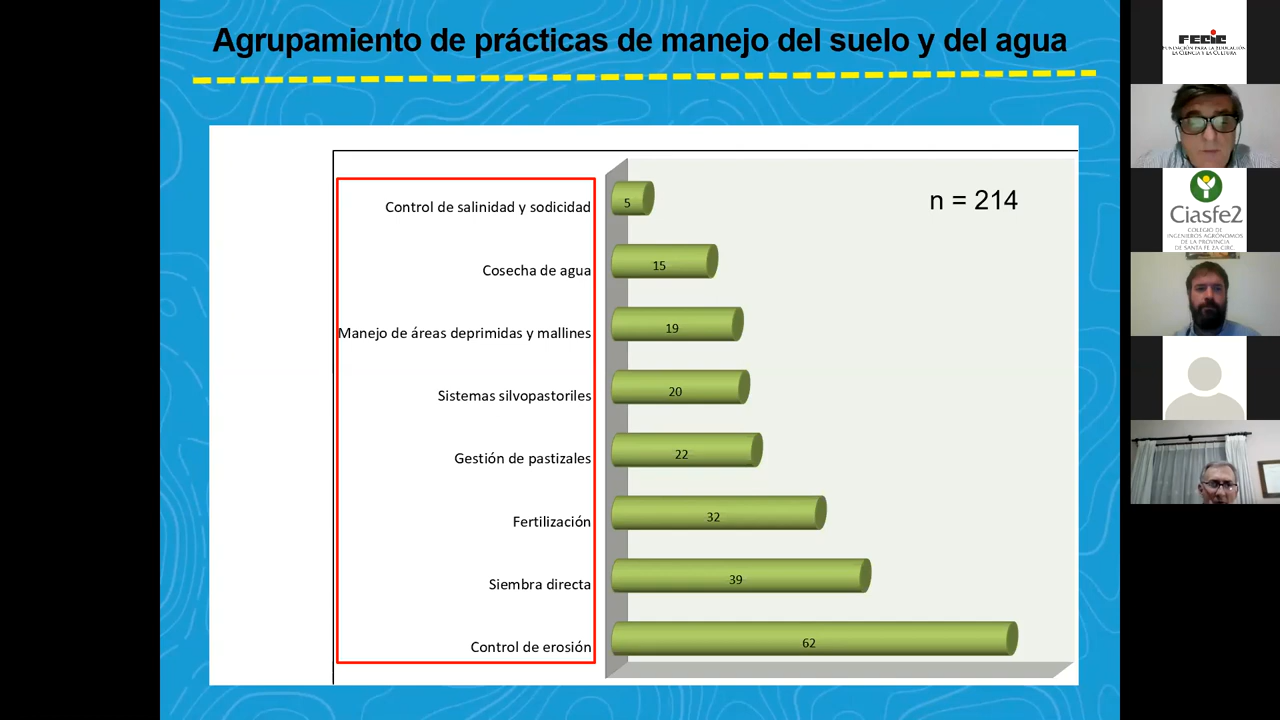 Agrupamiento de prácticas de manejo del suelo y del agua
n = 214
Control de salinidad y sodicidad
5
Cosecha de agua
15
Manejo de áreas deprimidas y mallines
19
Sistemas silvopastoriles
20
Gestión de pastizales
22
Fertilización
32
Siembra directa
39
Control de erosión
62
FECIC
FUNDACIÓN PARA LA EDUCACIÓN
LA CIENCIA Y LA CULTURA
Ciasfe2
COLEGIO DE
INGENIEROS AGRÓNOMOS
DE LA PROVINCIA
DE SANTA FE 2A CIRC.